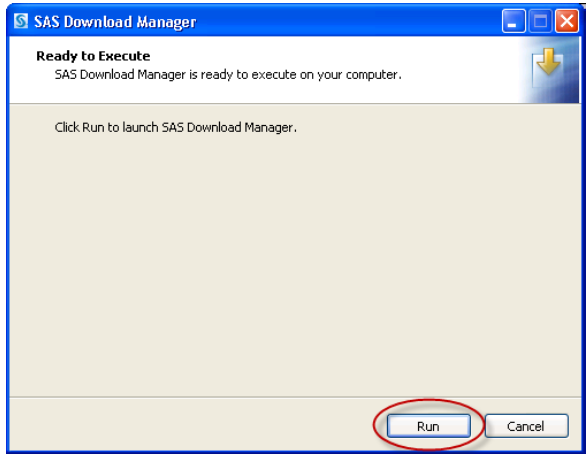 SAS Download Manager
Ready to Execute
SAS Download Manager is ready to execute on your computer.
Click Run to launch SAS Download Manager.
Run
Cancel